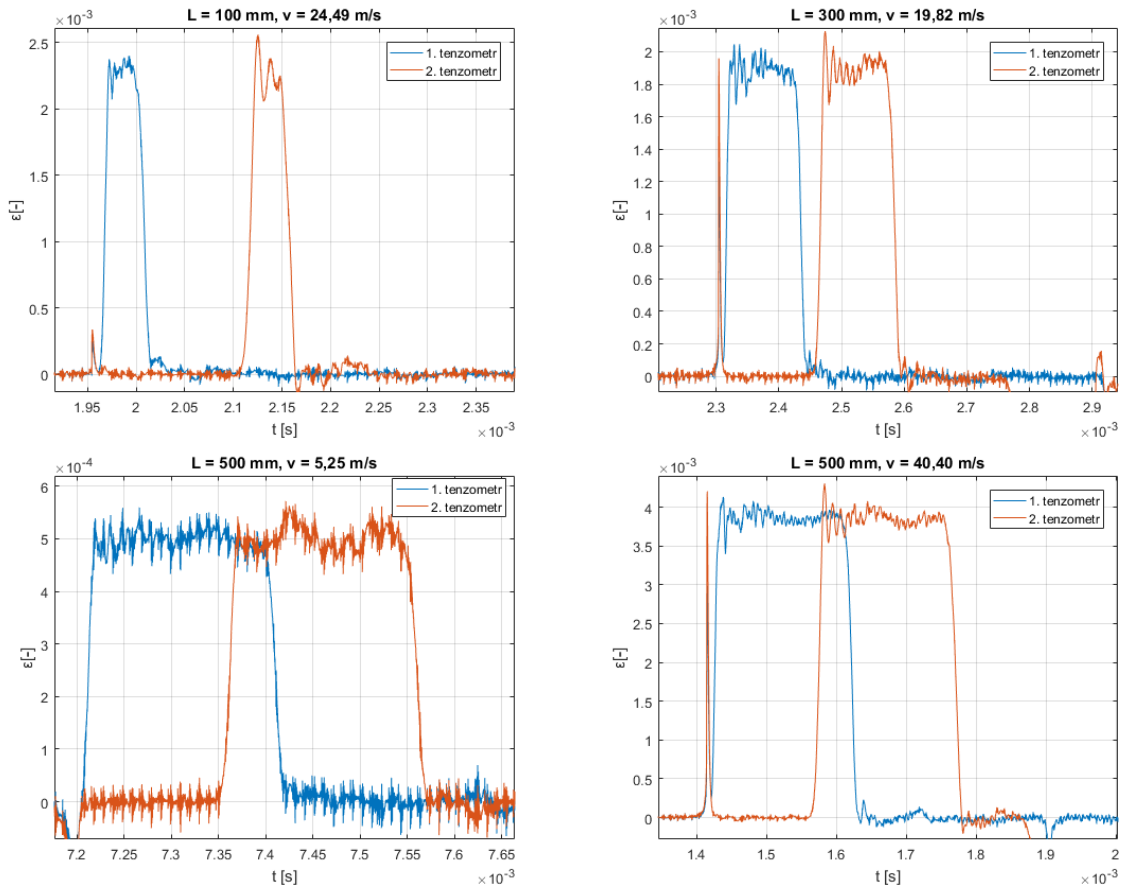 L = 100 mm, v = 24,49 m/s
×10⁻³
2.5
2
1.5
1
0.5
0
ε[-]
1. tenzometr
2. tenzometr
1.95 2 2.05 2.1 2.15 2.2 2.25 2.3 2.35
t [s]
×10⁻³
L = 300 mm, v = 19,82 m/s
×10⁻³
2
1.8
1.6
1.4
1.2
1
0.8
0.6
0.4
0.2
0
ε[-]
1. tenzometr
2. tenzometr
2.3 2.4 2.5 2.6 2.7 2.8 2.9
t [s]
×10⁻³
L = 500 mm, v = 5,25 m/s
×10⁻⁴
6
5
4
3
2
1
0
ε[-]
1. tenzometr
2. tenzometr
7.2 7.25 7.3 7.35 7.4 7.45 7.5 7.55 7.6 7.65
t [s]
×10⁻³
L = 500 mm, v = 40,40 m/s
×10⁻³
4
3.5
3
2.5
2
1.5
1
0.5
0
ε[-]
1. tenzometr
2. tenzometr
1.4 1.5 1.6 1.7 1.8 1.9 2
t [s]
×10⁻³